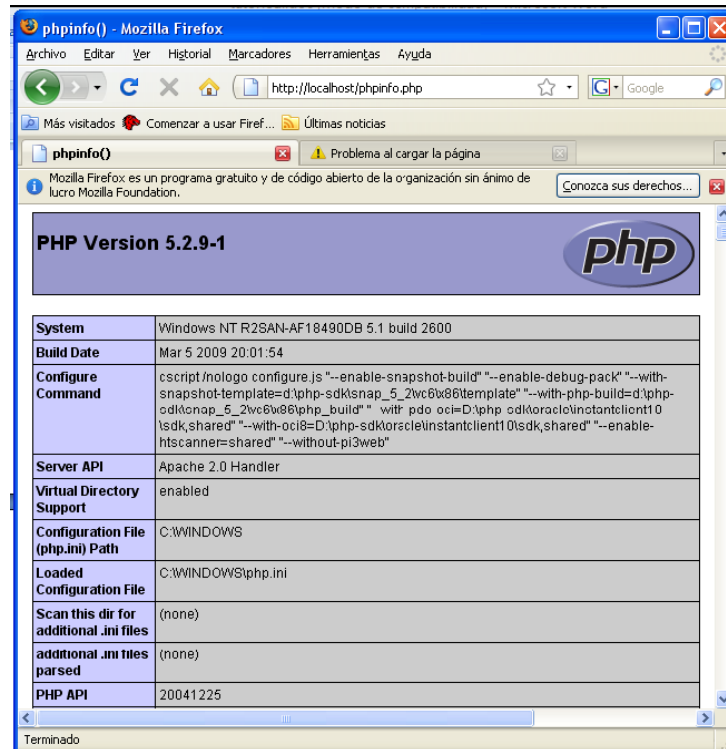 phpinfo() - Mozilla Firefox
Archivo Editar Ver Historial Marcadores Herramientas Ayuda
http://localhost/phpinfo.php
G Google
Más visitados Comenzar a usar Firef... Últimas noticias
phpinfo() Problema al cargar la página
Mozilla Firefox es un programa gratuito y de código abierto de la organización sin ánimo de
lucro Mozilla Foundation.
Conozca sus derechos...
PHP Version 5.2.9-1
php
System Windows NT R2SAN-AF18490DB 5.1 build 2600
Build Date Mar 5 2009 20:01:54
Configure
Command
cscript /nologo configure.js "--enable-snapshot-build" "--enable-debug-pack" "--with-
snapshot-template=d:\php-sdk\snap_5_2\vc6\x86\template" "--with-php-build=d:\php-
sdk\snap_5_2\vc6\x86\php_build" "--with-pdo-oci=D:\php-sdk\oracle\instantclient10
\sdk,shared" "--with-oci8=D:\php-sdk\oracle\instantclient10\sdk,shared" "--enable-
htscanner=shared" "--without-pi3web"
Server API Apache 2.0 Handler
Virtual Directory
Support
enabled
Configuration File
(php.ini) Path
C:\WINDOWS
Loaded
Configuration File
C:\WINDOWS\php.ini
Scan this dir for
additional .ini files
(none)
additional .ini files
parsed
(none)
PHP API 20041225
Terminado